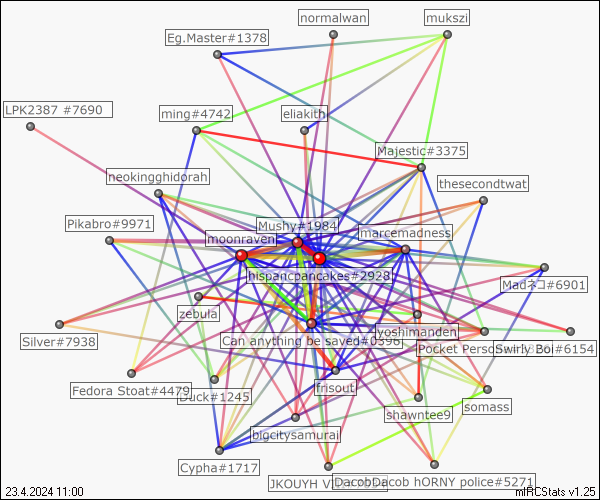 normalwan
mukszi
Eg.Master#1378
LPK2387 #7690
ming#4742
eliakith
Majestic#3375
neokingghidorah
thesecondtwat
Pikabro#9971
Mushy#1984
moonraven
marcemadness
hispancpancakes#2928
Madネコ#6901
zebula
Silver#7938
Can anything be saved#0396
yoshimanden
Pocket Person
Swirly Boi#6154
Fedora Stoat#4479
Duck#1245
frisout
shawntee9
somass
bigcitysamurai
Cypha#1717
JKOUYH
DacobDacob hORNY police#5271
23.4.2024 11:00
mIRCStats v1.25